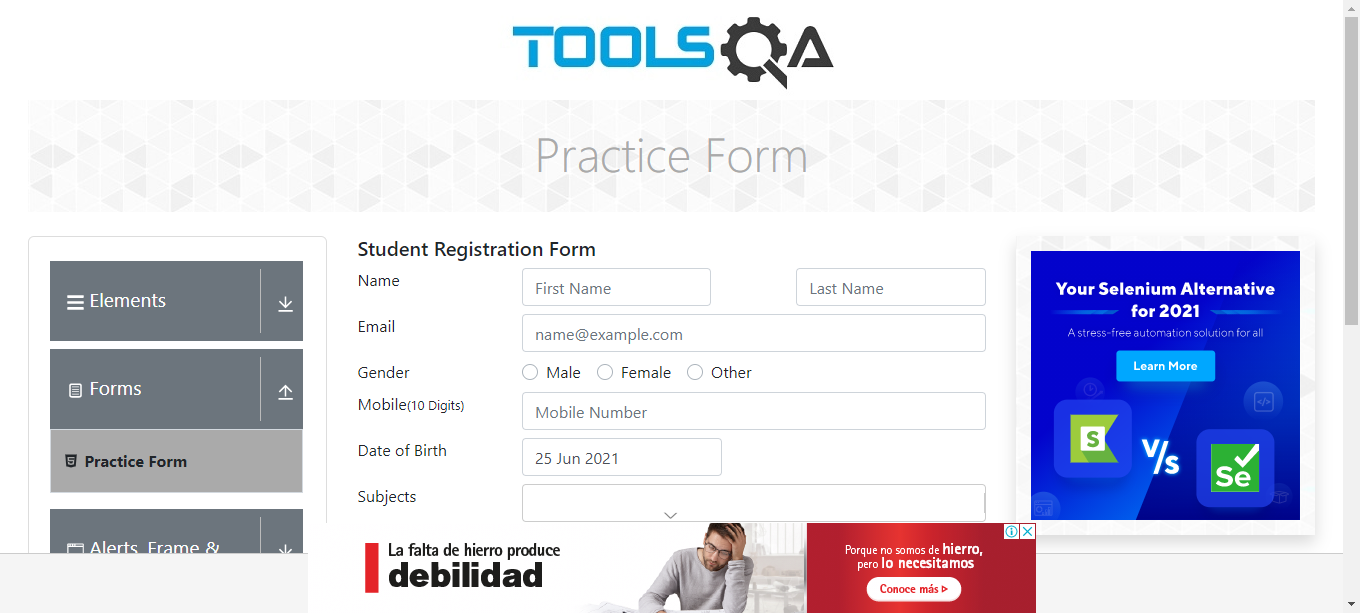 TOOLSQA
Practice Form
Elements
Forms
Practice Form
Alerts, Frame &
Student Registration Form
Name
First Name
Last Name
Email
name@example.com
Gender
Male
Female
Other
Mobile(10 Digits)
Mobile Number
Date of Birth
25 Jun 2021
Subjects
Your Selenium Alternative
for 2021
A stress-free automation solution for all
Learn More
S
V/s
Se
La falta de hierro produce
debilidad
Porque no somos de hierro,
pero lo necesitamos
Conoce más